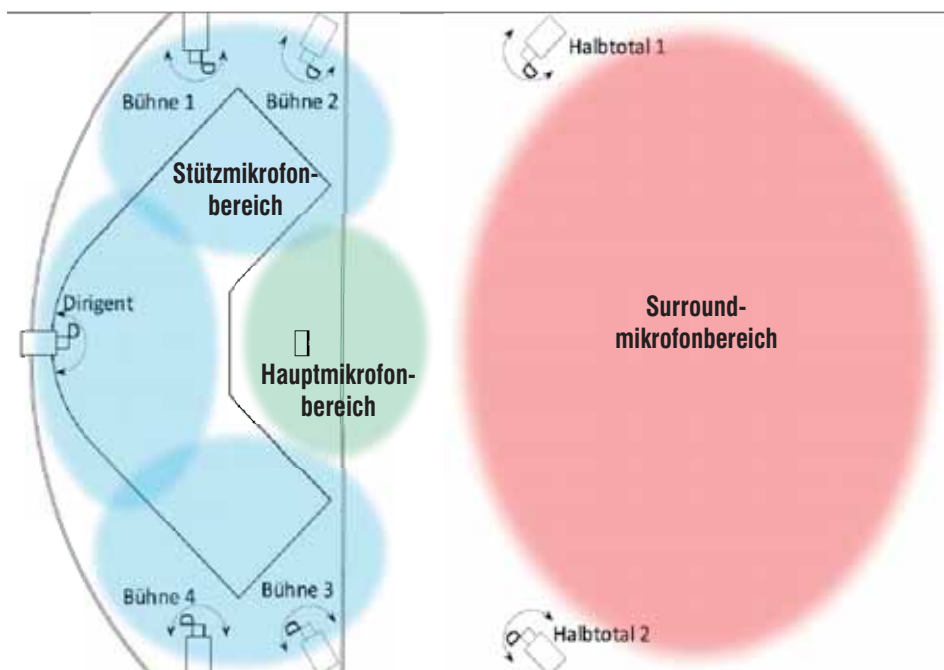 Halbtotal 1
Bühne 1
Bühne 2
Stützmikrofon-
bereich
Dirigent
Surround-
mikrofonbereich
Hauptmikrofon-
bereich
Bühne 4
Bühne 3
Halbtotal 2